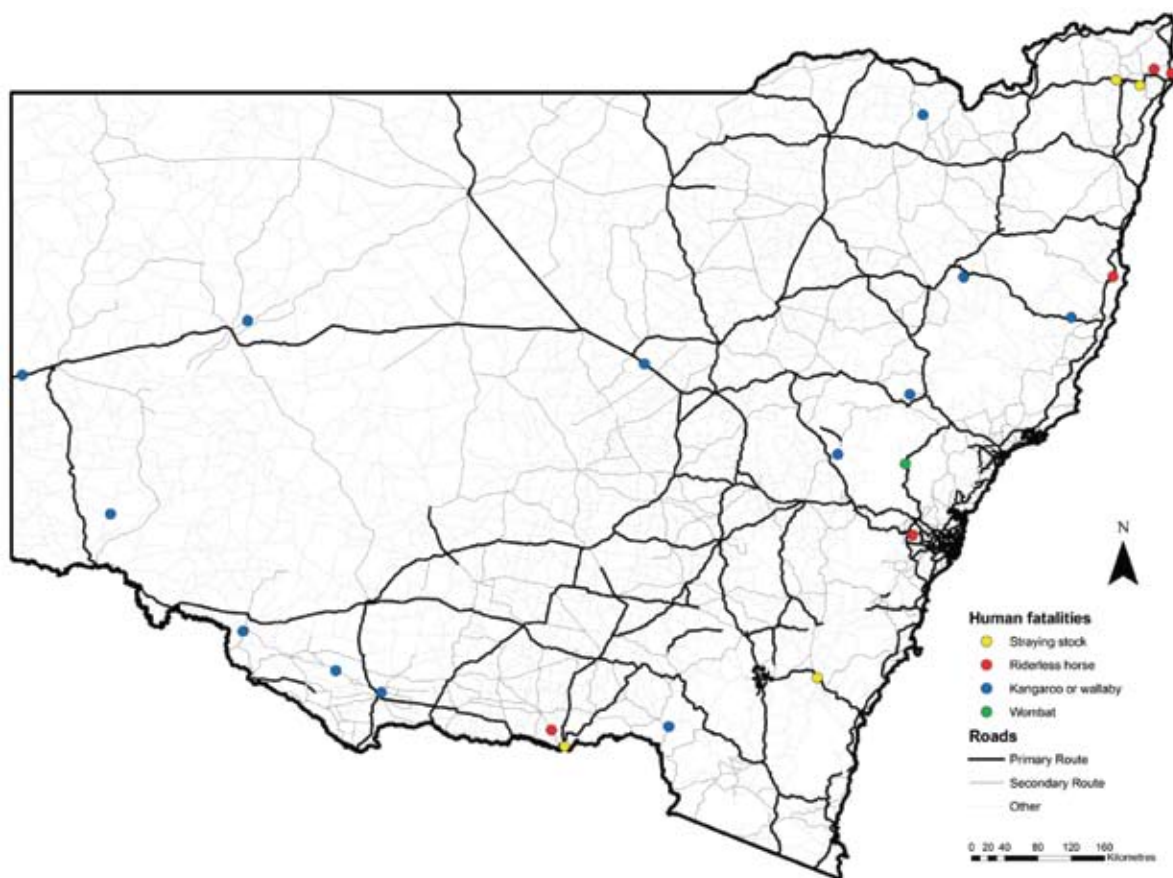 N
Human fatalities
Straying stock
Riderless horse
Kangaroo or wallaby
Wombat
Roads
Primary Route
Secondary Route
Other
0 20 40 80 120 160
Kilometres